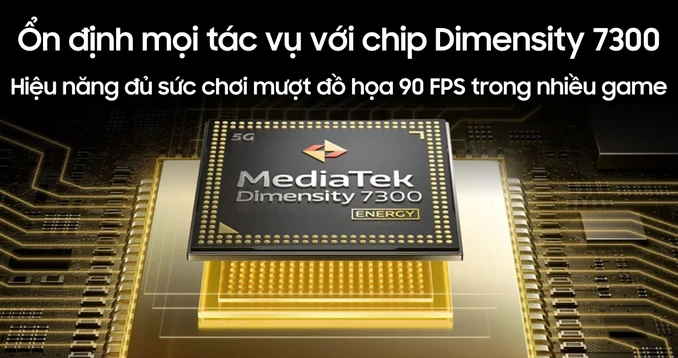 Ổn định mọi tác vụ với chip Dimensity 7300
Hiệu năng đủ sức chơi mượt đồ họa 90 FPS trong nhiều game
5G
MediaTek
Dimensity 7300
ENERGY